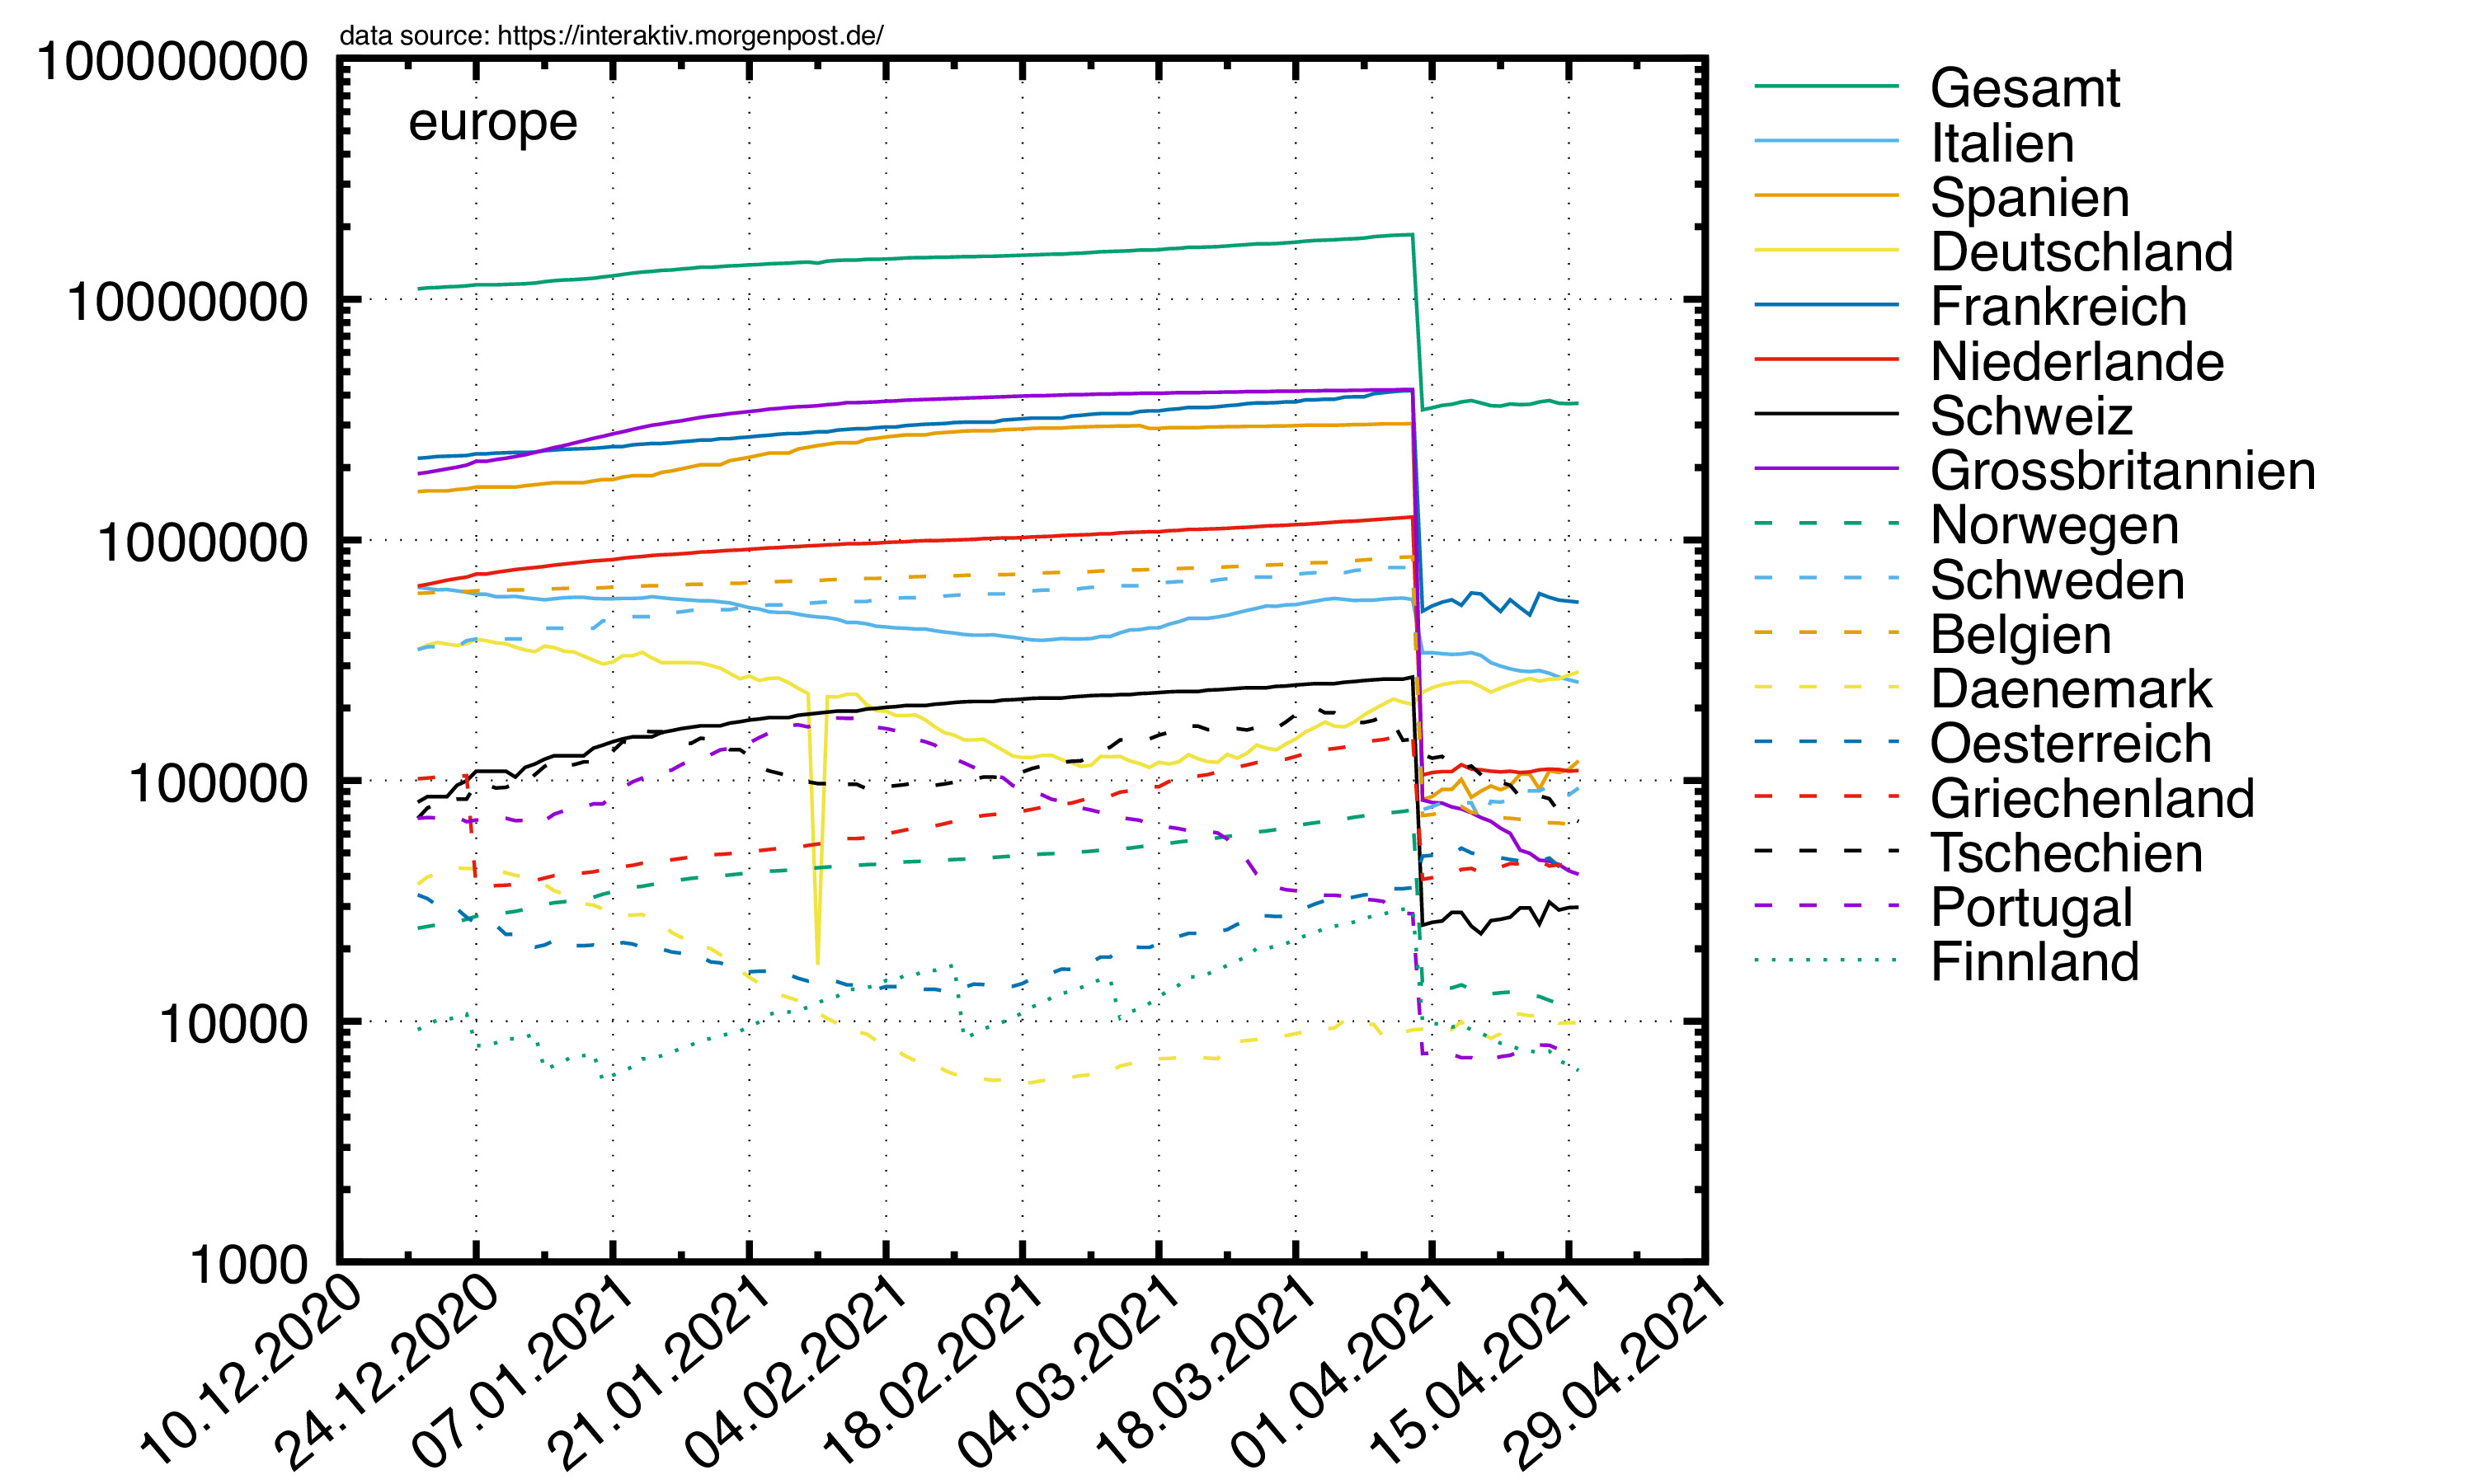 data source: https://interaktiv.morgenpost.de/
europe
100000000
10000000
1000000
100000
10000
1000
10.12.2020
24.12.2020
07.01.2021
21.01.2021
04.02.2021
18.02.2021
04.03.2021
18.03.2021
01.04.2021
15.04.2021
29.04.2021
Gesamt
Italien
Spanien
Deutschland
Frankreich
Niederlande
Schweiz
Grossbritannien
Norwegen
Schweden
Belgien
Daenemark
Oesterreich
Griechenland
Tschechien
Portugal
Finnland